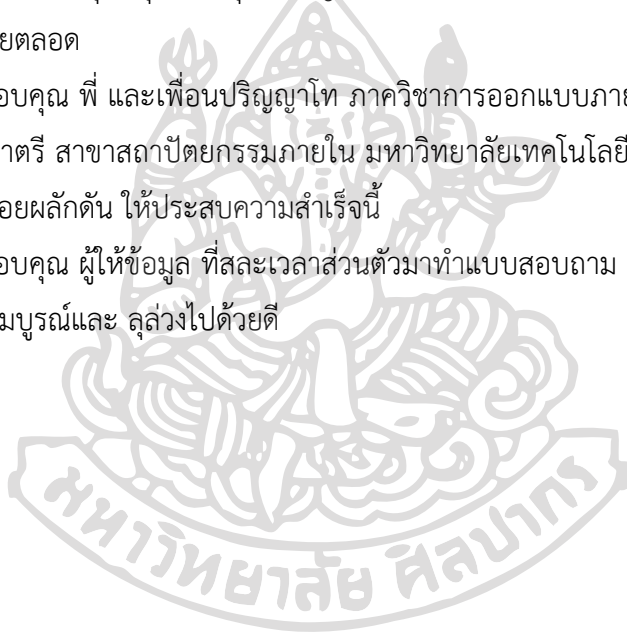 ยตลอด
อบคุณ พี่ และเพื่อนปริญญาโท ภาควิชาการออกแบบภาย
าตรี สาขาสถาปัตยกรรมภายใน มหาวิทยาลัยเทคโนโลยี
อยผลักดัน ให้ประสบความสำเร็จนี้
อบคุณ ผู้ให้ข้อมูล ที่สละเวลาส่วนตัวมาทำแบบสอบถาม
มบูรณ์และ ลุล่วงไปด้วยดี
มหาวิทยาลัย ศิลปากร